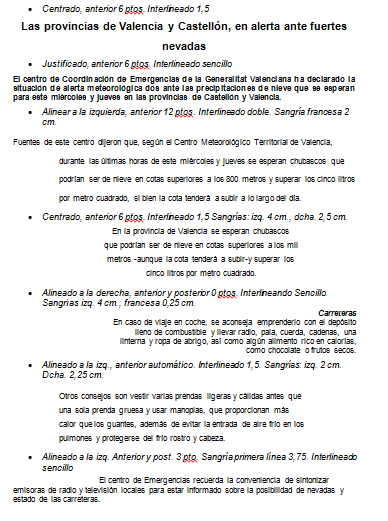 • Centrado, anterior 6 ptos. Interlineado 1,5
Las provincias de Valencia y Castellón, en alerta ante fuertes
nevadas
• Justificado, anterior 6 ptos. Interlineado sencillo
El centro de Coordinación de Emergencias de la Generalitat Valenciana ha declarado la
situación de alerta meteorológica dos ante las precipitaciones de nieve que se esperan
para este miércoles y jueves en las provincias de Castellón y Valencia.
• Alinear a la izquierda, anterior 12 ptos. Interlineado doble. Sangría francesa 2
cm.
Fuentes de este centro dijeron que, según el Centro Meteorológico Territorial de Valencia,
durante las últimas horas de este miércoles y jueves se esperan chubascos que
podrían ser de nieve en cotas superiores a los 800 metros y superar los cinco litros
por metro cuadrado, si bien la cota tenderá a subir a lo largo del día.
• Centrado, anterior 6 ptos. Interlineado 1,5 Sangrías: izq. 4 cm., dcha. 2,5 cm.
En la provincia de Valencia se esperan chubascos
que podrían ser de nieve en cotas superiores a los mil
metros -aunque la cota tenderá a subir-y superar los
cinco litros por metro cuadrado.
• Alineado a la derecha, anterior y posterior 0 ptos. Interlineando Sencillo.
Sangrías izq. 4 cm., francesa 0,25 cm.
Carreteras
En caso de viaje en coche, se aconseja emprenderlo con el depósito
lleno de combustible y llevar radio, pala, cuerda, cadenas, una
linterna y ropa de abrigo, así como algún alimento rico en calorías,
como chocolate o frutos secos.
• Alineado a la izq., anterior automático. Interlineado 1,5. Sangrías: izq. 2 cm.
Dcha. 2,25 cm.
Otros consejos son vestir varias prendas ligeras y cálidas antes que
una sola prenda gruesa y usar manoplas, que proporcionan más
calor que los guantes, además de evitar la entrada de aire frío en los
pulmones y protegerse del frío rostro y cabeza.
• Alineado a la izq. Anterior y post. 3 pto, Sangría primera línea 3,75. Interlineado
sencillo
El centro de Emergencias recuerda la conveniencia de sintonizar
emisoras de radio y televisión locales para estar informado sobre la posibilidad de nevadas y
estado de las carreteras.